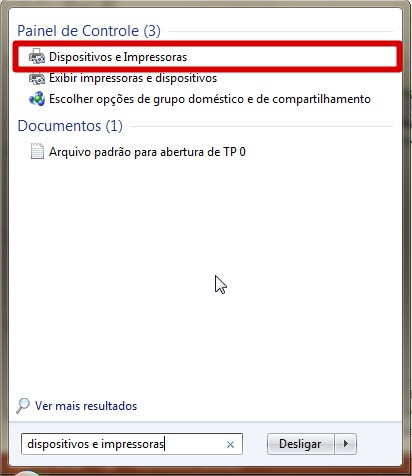 Painel de Controle (3)
Dispositivos e Impressoras
Exibir impressoras e dispositivos
Escolher opções de grupo doméstico e de compartilhamento
Documentos (1)
Arquivo padrão para abertura de TP 0
Ver mais resultados
dispositivos e impressoras
Desligar